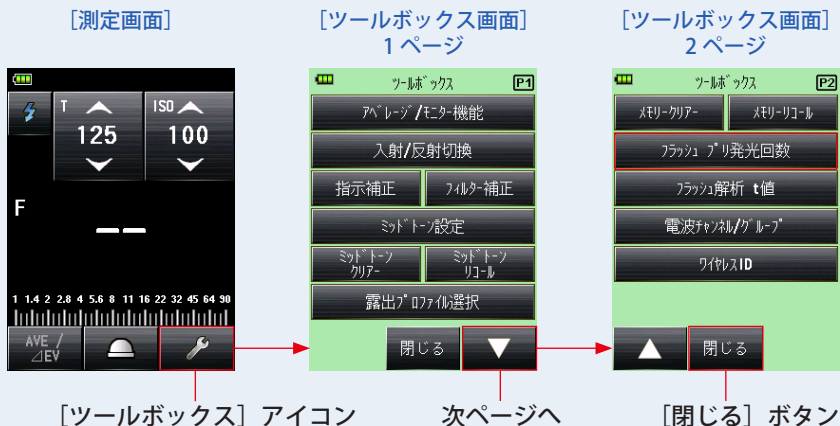 ［測定画面］
T
ISO
125
100
F
1 1.4 2 2.8 4 5.6 8 11 16 22 32 45 64 90
AVE /
⊿EV
［ツールボックス］アイコン
［ツールボックス画面］
1 ページ
ﾂｰﾙﾎﾞｯｸｽ
P1
ｱﾍﾞﾚｰｼﾞ/ﾓﾆﾀｰ機能
入射/反射切換
指示補正
ﾌｨﾙﾀｰ補正
ﾐｯﾄﾞﾄｰﾝ設定
ﾐｯﾄﾞﾄｰﾝ
ｸﾘｱｰ
ﾐｯﾄﾞﾄｰﾝ
ﾘｺｰﾙ
露出ﾌﾟﾛﾌｧｲﾙ選択
閉じる
次ページへ
［ツールボックス画面］
2 ページ
ﾂｰﾙﾎﾞｯｸｽ
P2
ﾒﾓﾘｰｸﾘｱｰ
ﾒﾓﾘｰﾘｺｰﾙ
ﾌﾗｯｼｭ ﾌﾟﾘ発光回数
ﾌﾗｯｼｭ解析 t値
電波ﾁｬﾝﾈﾙ/ｸﾞﾙｰﾌﾟ
ﾜｲﾔﾚｽID
閉じる
［閉じる］ボタン